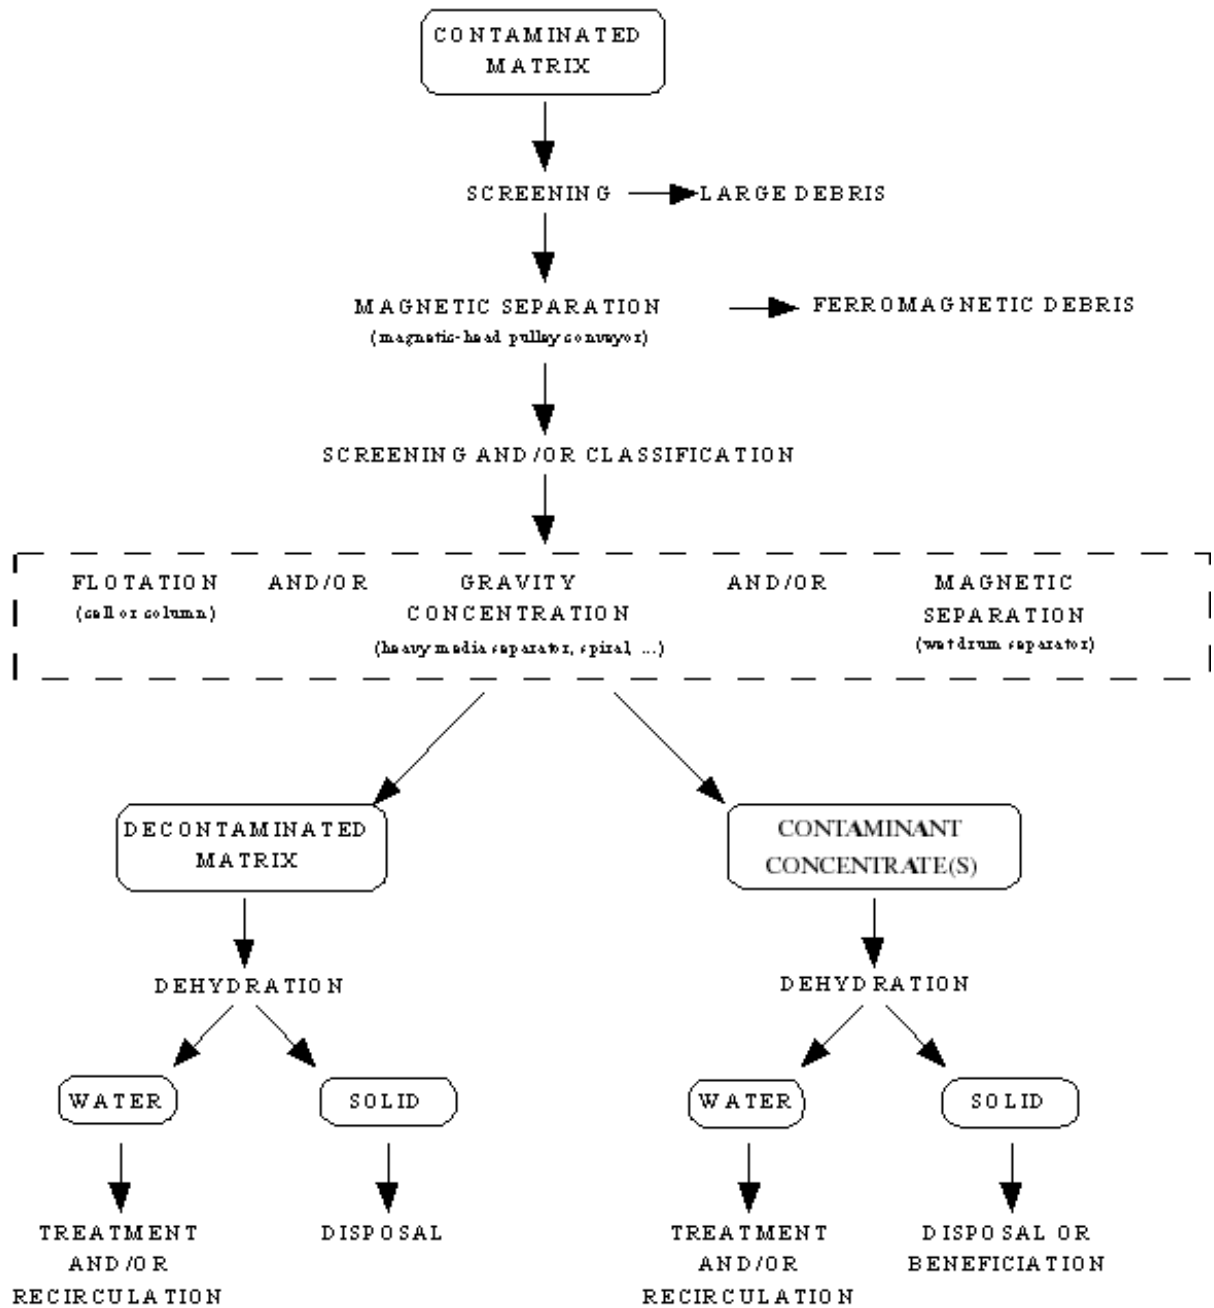 CONTAMINATED
MATRIX
SCREENING
LARGE DEBRIS
MAGNETIC SEPARATION
(magnetic-head pulley conveyor)
FERROMAGNETIC DEBRIS
SCREENING AND/OR CLASSIFICATION
FLOTATION
(cell or column)
AND/OR
GRAVITY
CONCENTRATION
(heavy media separator, spiral, ...)
AND/OR
MAGNETIC
SEPARATION
(wet drum separator)
DECONTAMINATED
MATRIX
CONTAMINANT
CONCENTRATE(S)
DEHYDRATION
DEHYDRATION
WATER
SOLID
WATER
SOLID
TREATMENT
AND/OR
RECIRCULATION
DISPOSAL
TREATMENT
AND/OR
RECIRCULATION
DISPOSAL OR
BENEFICIATION